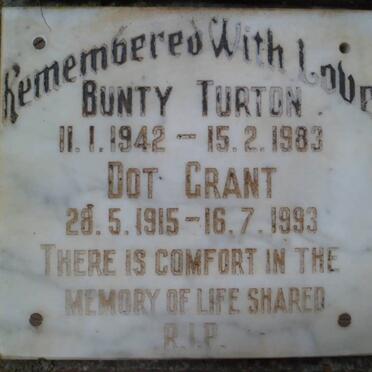 Remembered With Love
BUNTY TURTON
11.1.1942 - 15.2.1983
DOT GRANT
28.5.1915 - 16.7.1993
THERE IS COMFORT IN THE
MEMORY OF LIFE SHARED
R.I.P.